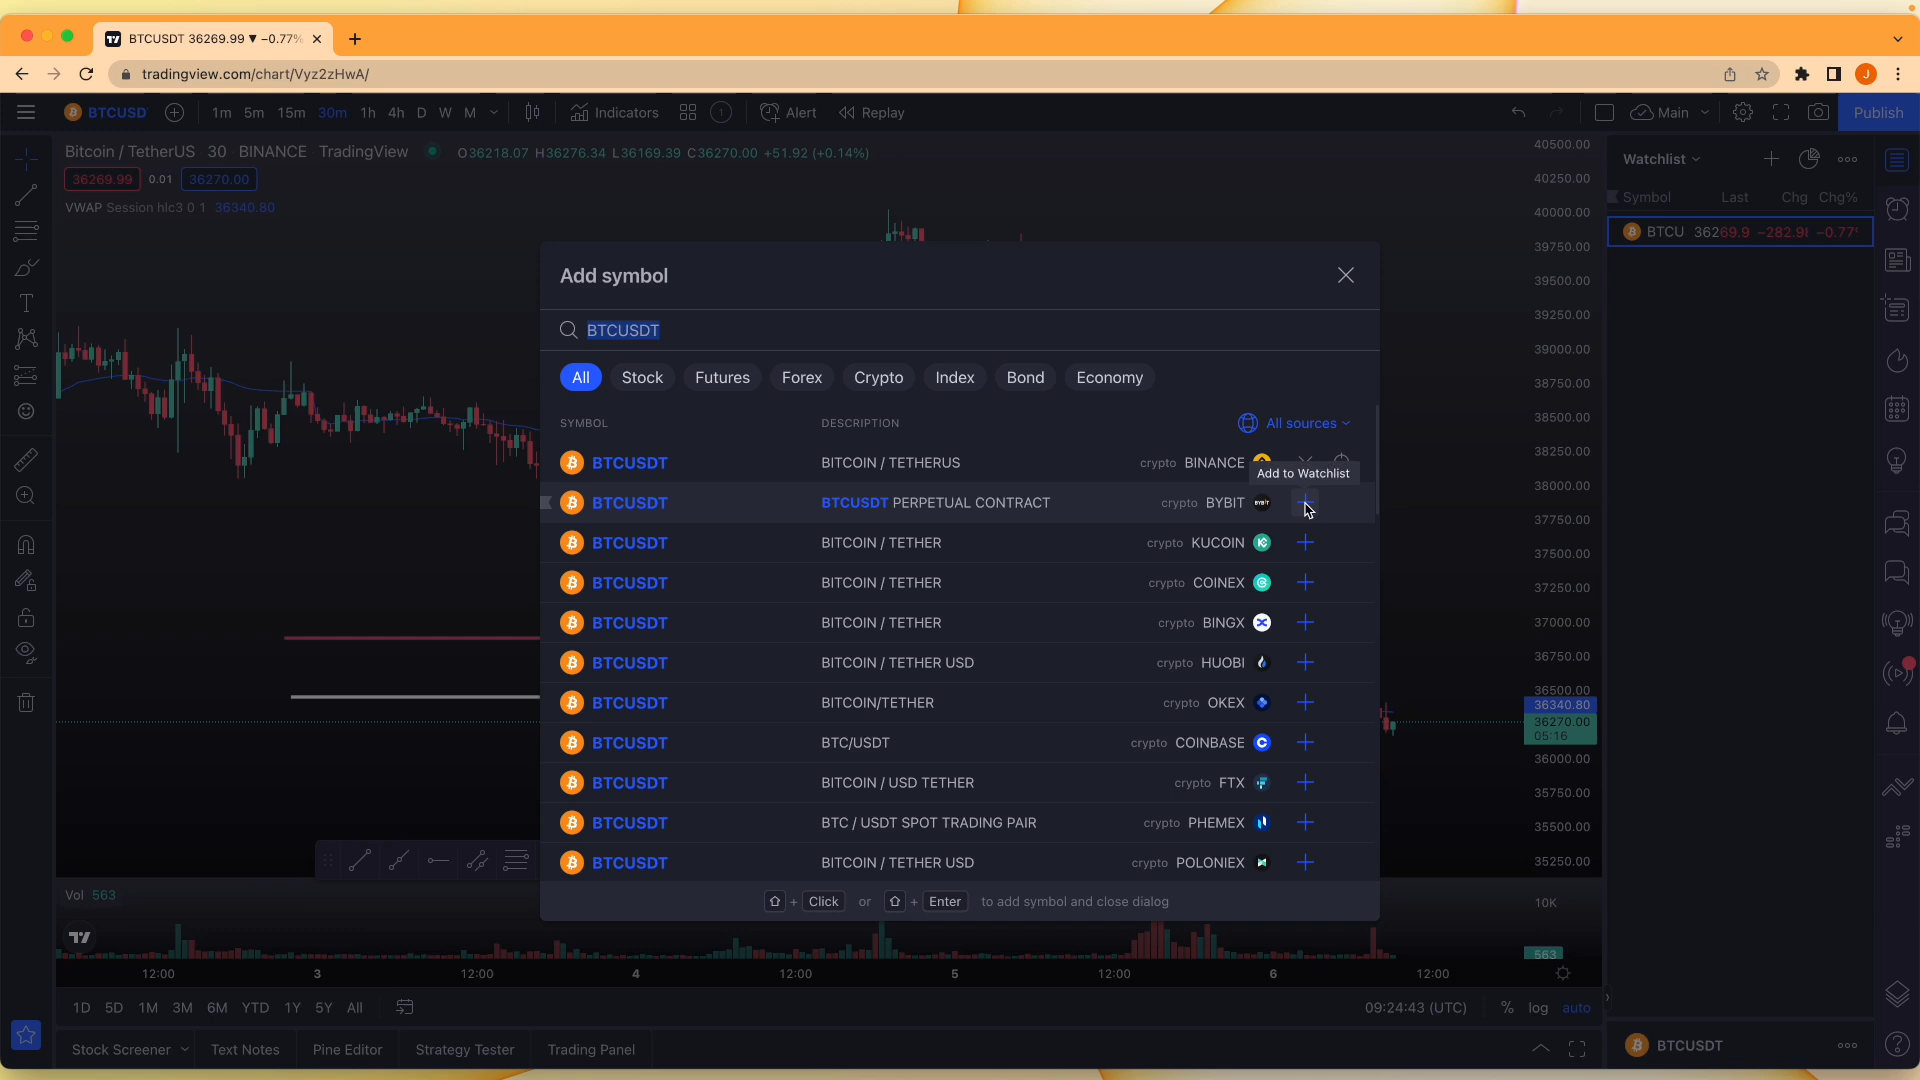 BTCUSDT 36269.99 ▼ −0.77%
tradingview.com/chart/Vyz2zHwA/
J
BTCUSD 1m 5m 15m 30m 1h 4h D W M Indicators 1 Alert Replay Main Publish
Bitcoin / TetherUS 30 BINANCE TradingView O36218.07 H36276.34 L36169.39 C36270.00 +51.92 (+0.14%)
36269.99 0.01 36270.00
VWAP Session hlc3 0 1 36340.80
Watchlist
Symbol Last Chg Chg%
BTCU 36269.9 −282.98 −0.77
Add symbol
BTCUSDT
All Stock Futures Forex Crypto Index Bond Economy
SYMBOL DESCRIPTION All sources
BTCUSDT BITCOIN / TETHERUS crypto BINANCE
Add to Watchlist
BTCUSDT BTCUSDT PERPETUAL CONTRACT crypto BYBIT
BTCUSDT BITCOIN / TETHER crypto KUCOIN
BTCUSDT BITCOIN / TETHER crypto COINEX
BTCUSDT BITCOIN / TETHER crypto BINGX
BTCUSDT BITCOIN / TETHER USD crypto HUOBI
BTCUSDT BITCOIN/TETHER crypto OKEX
BTCUSDT BTC/USDT crypto COINBASE
BTCUSDT BITCOIN / USD TETHER crypto FTX
BTCUSDT BTC / USDT SPOT TRADING PAIR crypto PHEMEX
BTCUSDT BITCOIN / TETHER USD crypto POLONIEX
⇧ + Click or ⇧ + Enter to add symbol and close dialog
40500.00
40250.00
40000.00
39750.00
39500.00
39250.00
39000.00
38750.00
38500.00
38250.00
38000.00
37750.00
37500.00
37250.00
37000.00
36750.00
36500.00
36340.80
36270.00
05:16
36000.00
35750.00
35500.00
35250.00
Vol 563
10K
563
12:00 3 12:00 4 12:00 5 12:00 6 12:00
1D 5D 1M 3M 6M YTD 1Y 5Y All 09:24:43 (UTC) % log auto
Stock Screener Text Notes Pine Editor Strategy Tester Trading Panel
BTCUSDT